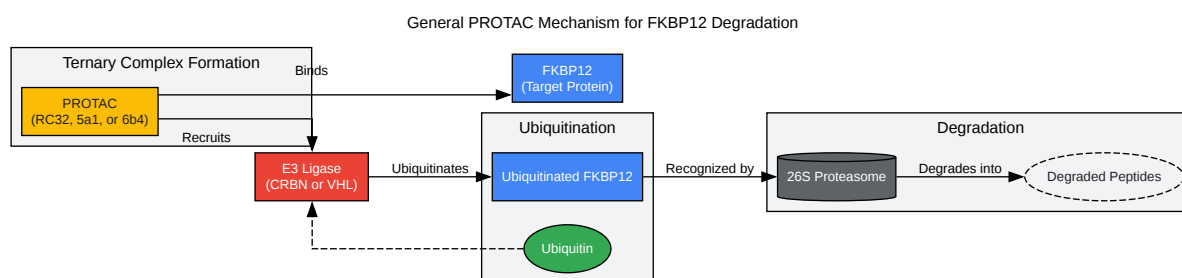 General PROTAC Mechanism for FKBP12 Degradation
Ternary Complex Formation
PROTAC
(RC32, 5a1, or 6b4)
Binds
FKBP12
(Target Protein)
Recruits
E3 Ligase
(CRBN or VHL)
Ubiquitinates
Ubiquitination
Ubiquitinated FKBP12
Ubiquitin
Recognized by
Degradation
26S Proteasome
Degrades into
Degraded Peptides